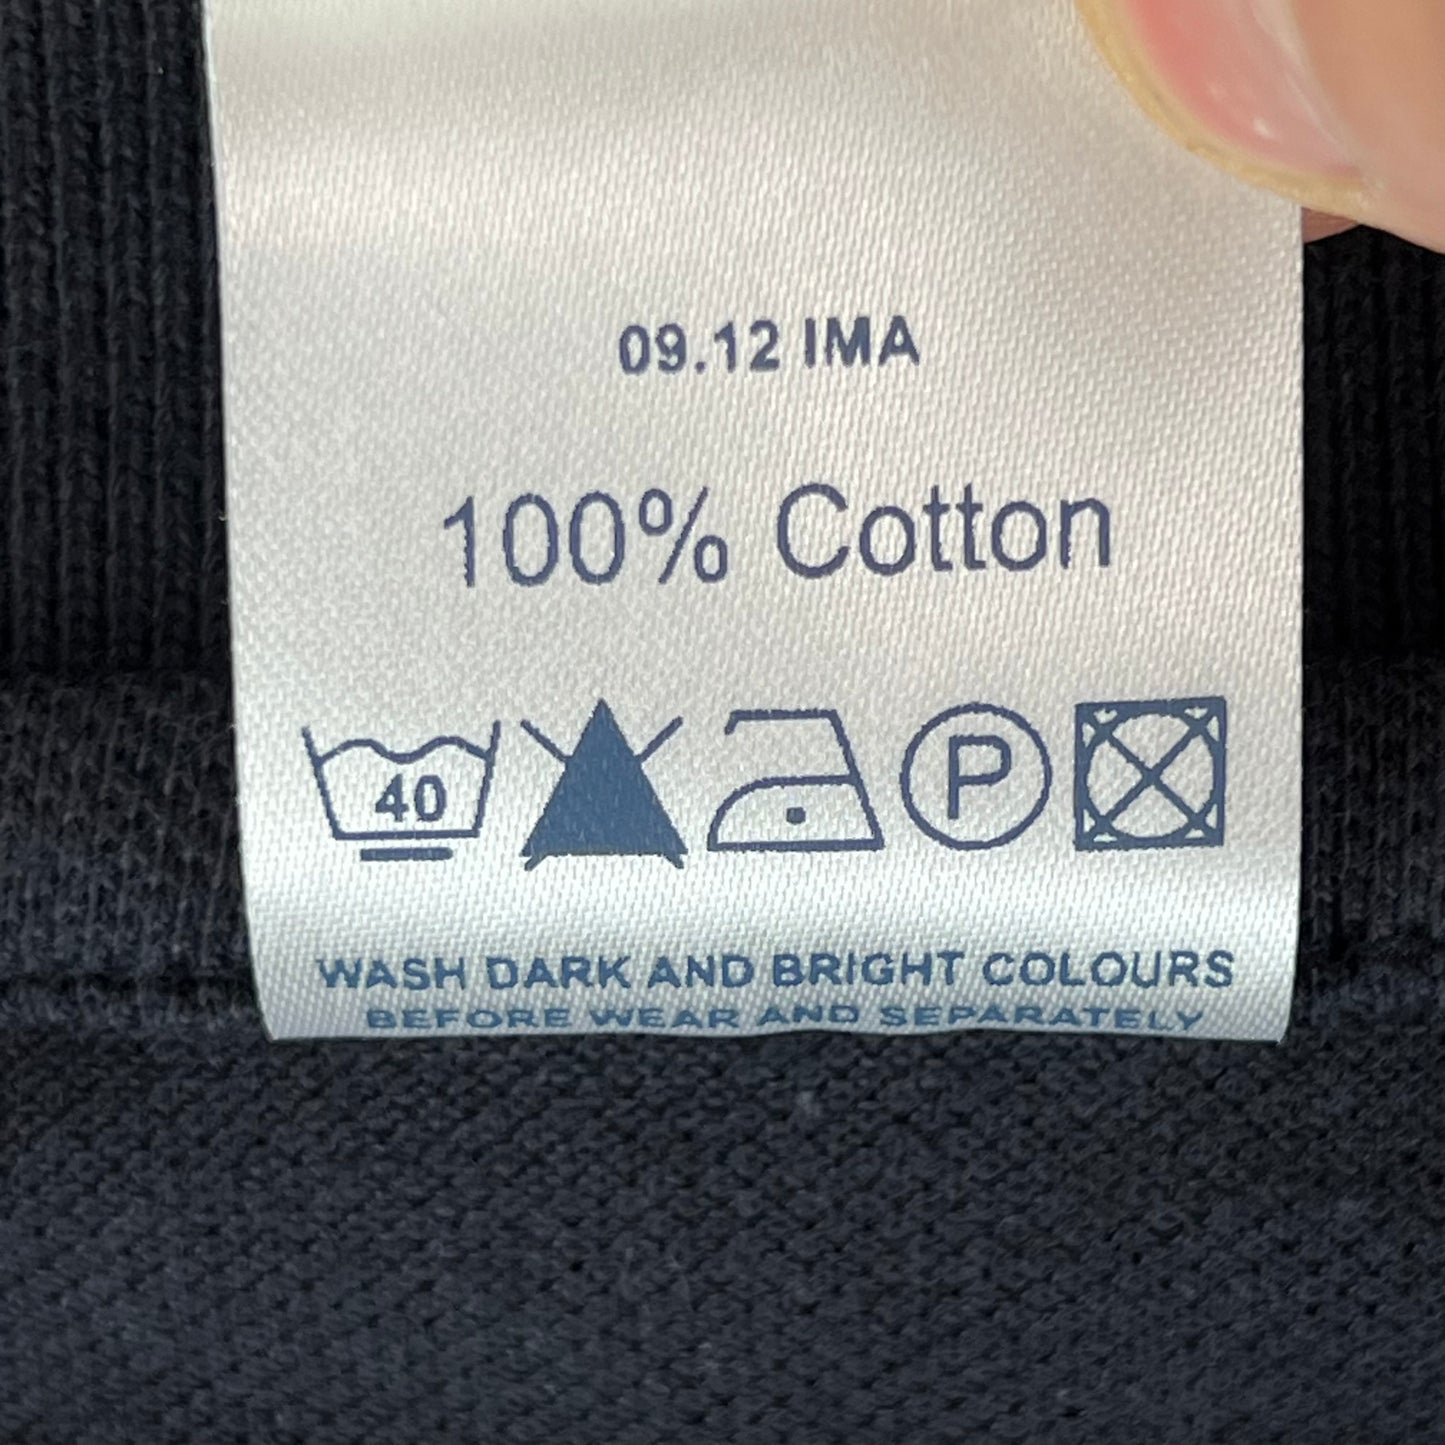 09.12 IMA
100% Cotton
40 P
WASH DARK AND BRIGHT COLOURS
BEFORE WEAR AND SEPARATELY